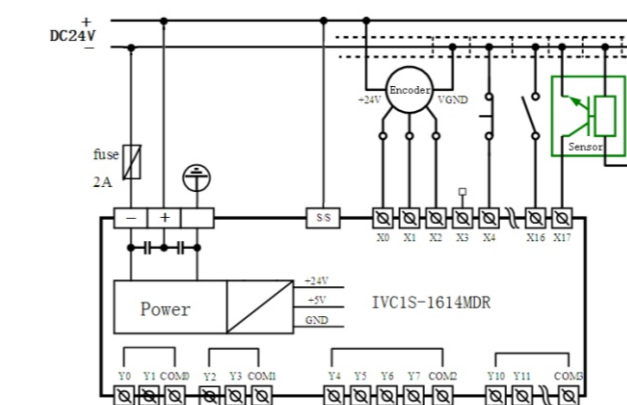 +
DC24V
−
Encoder
+24V
VGND
fuse
2A
Sensor
− + S/S X0 X1 X2 X3 X4 X16 X17
+24V
+5V
GND
Power
IVC1S-1614MDR
Y0 Y1 COM0 Y2 Y3 COM1 Y4 Y5 Y6 Y7 COM2 Y10 Y11 COM3